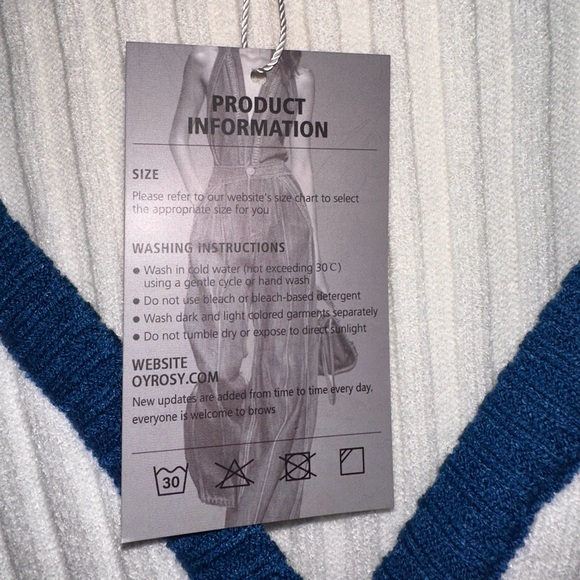 PRODUCT
INFORMATION
SIZE
Please refer to our website's size chart to select
the appropriate size for you
WASHING INSTRUCTIONS
● Wash in cold water (not exceeding 30℃)
using a gentle cycle or hand wash
● Do not use bleach or bleach-based detergent
● Wash dark and light colored garments separately
● Do not tumble dry or expose to direct sunlight
WEBSITE
OYROSY.COM
New updates are added from time to time every day,
everyone is welcome to brows
30